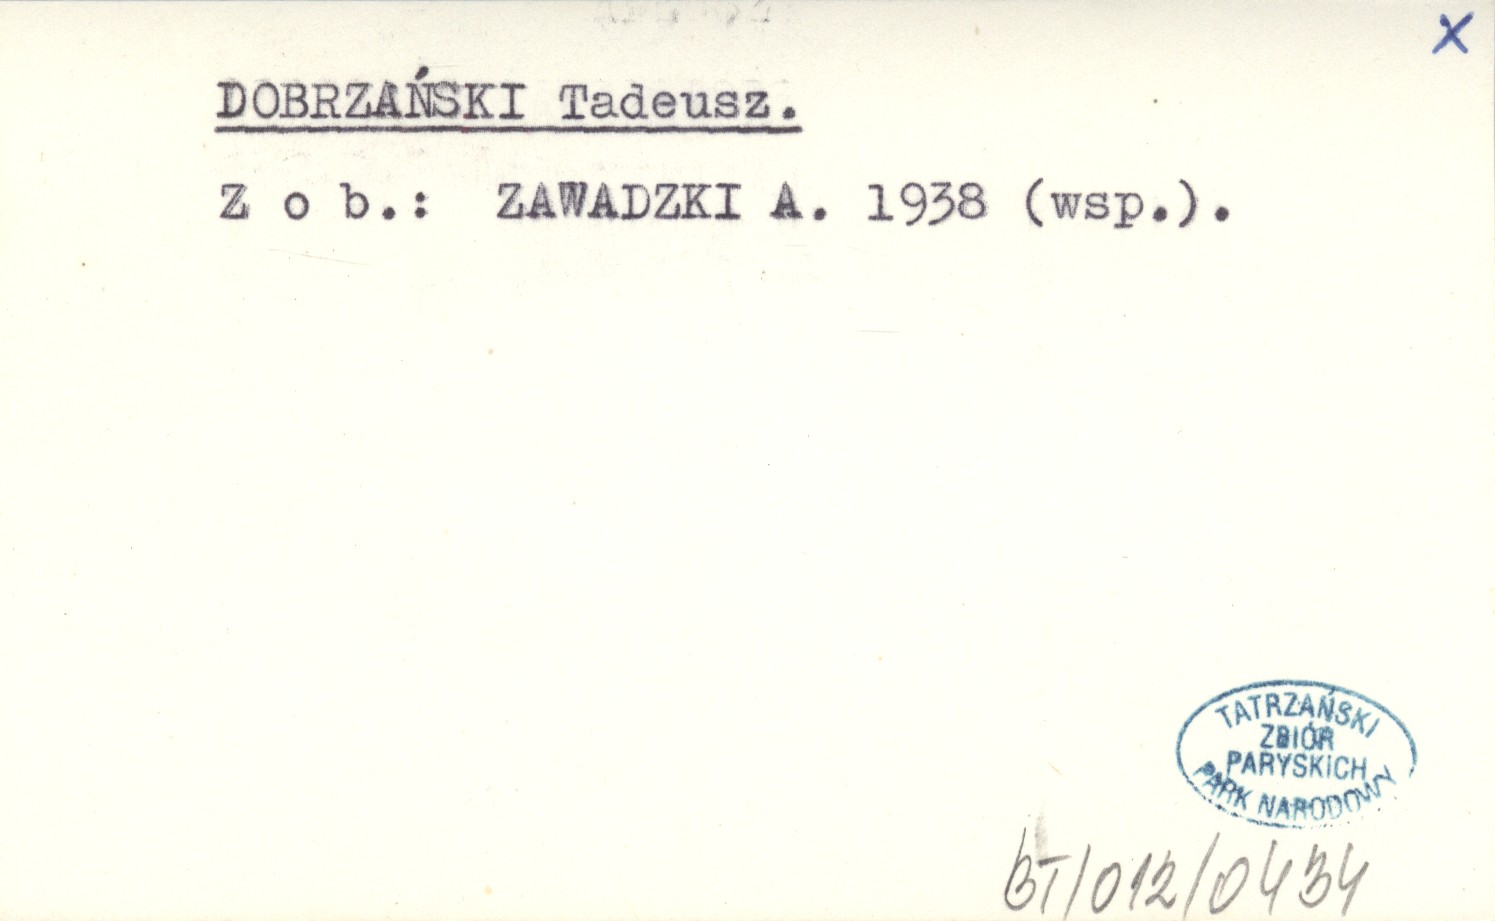 X
DOBRZAŃSKI Tadeusz.
Z o b.: ZAWADZKI A. 1938 (wsp.).
TATRZAŃSKI
ZBIÓR
PARYSKICH
PARK NARODOWY
BT/012/0434